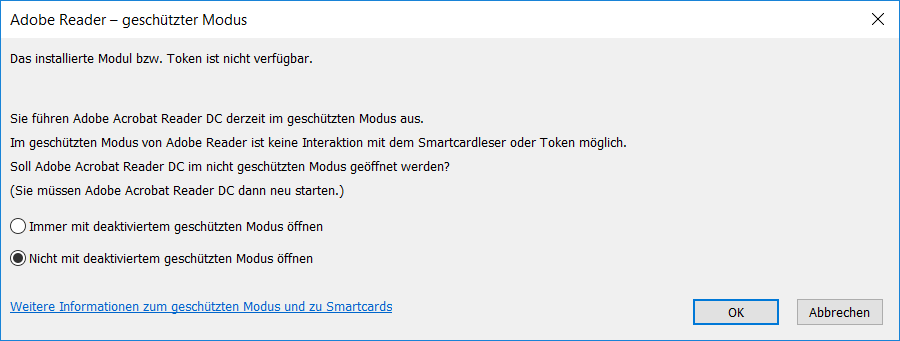 Adobe Reader – geschützter Modus
Das installierte Modul bzw. Token ist nicht verfügbar.
Sie führen Adobe Acrobat Reader DC derzeit im geschützten Modus aus.
Im geschützten Modus von Adobe Reader ist keine Interaktion mit dem Smartcardleser oder Token möglich.
Soll Adobe Acrobat Reader DC im nicht geschützten Modus geöffnet werden?
(Sie müssen Adobe Acrobat Reader DC dann neu starten.)
Immer mit deaktiviertem geschützten Modus öffnen
Nicht mit deaktiviertem geschützten Modus öffnen
Weitere Informationen zum geschützten Modus und zu Smartcards
OK
Abbrechen